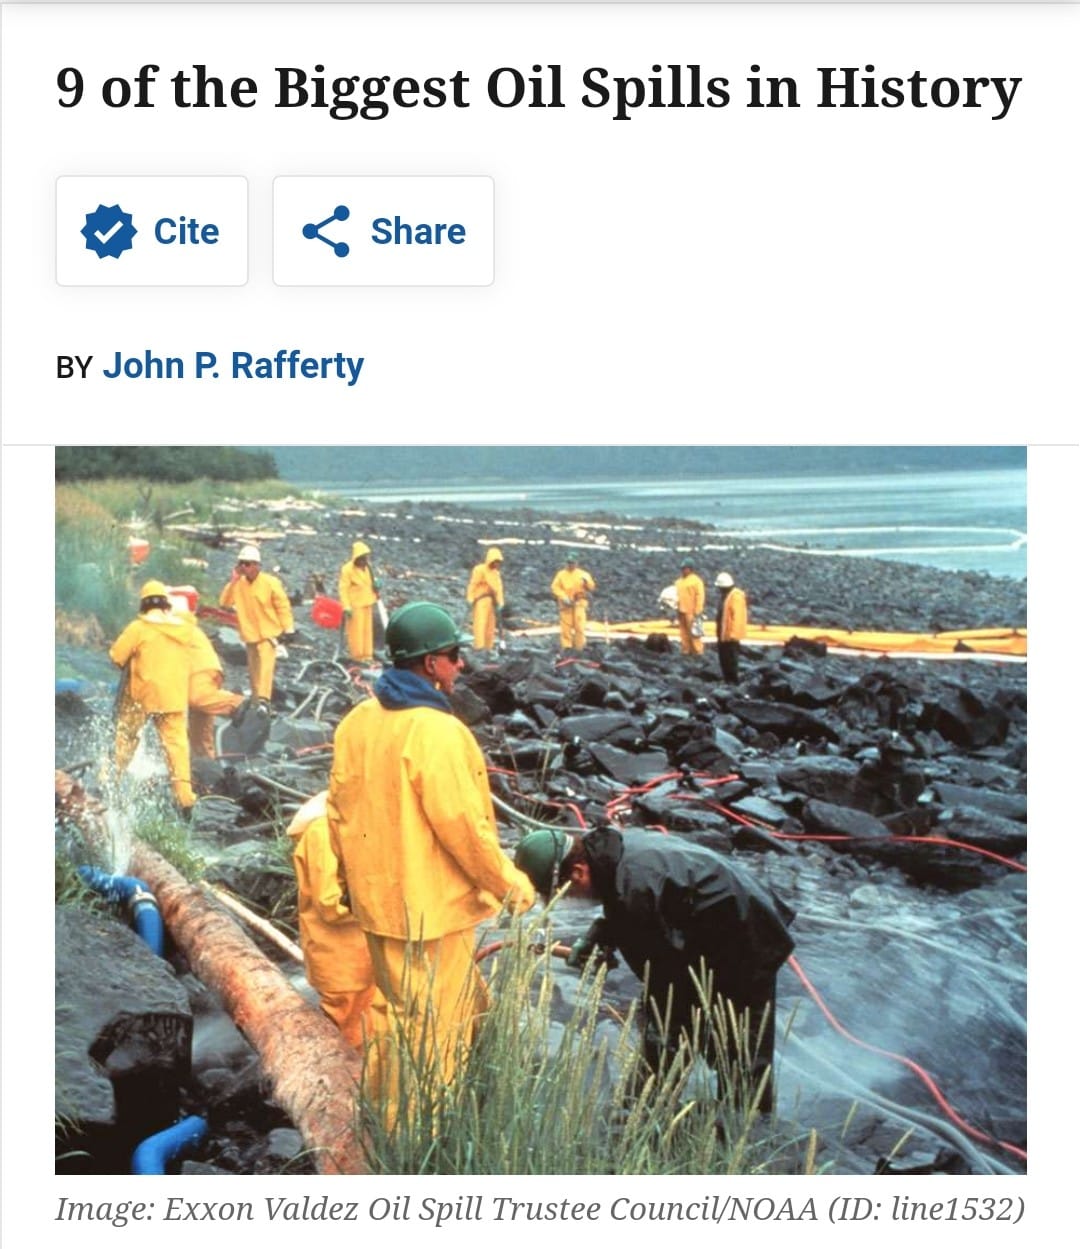 9 of the Biggest Oil Spills in History
Cite
Share
BY John P. Rafferty
Image: Exxon Valdez Oil Spill Trustee Council/NOAA (ID: line1532)